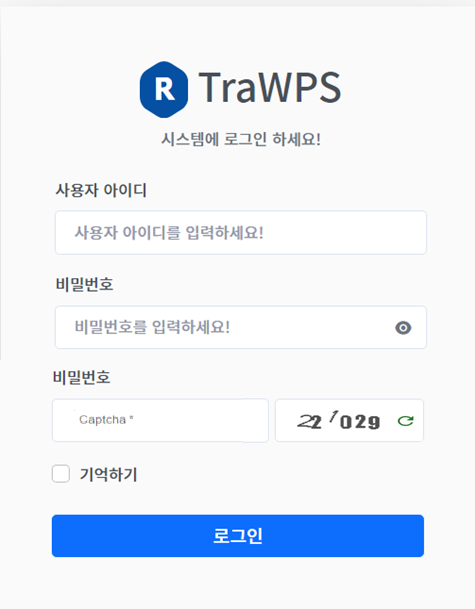 R TraWPS
시스템에 로그인 하세요!
사용자 아이디
사용자 아이디를 입력하세요!
비밀번호
비밀번호를 입력하세요!
비밀번호
Captcha * 221029
기억하기
로그인